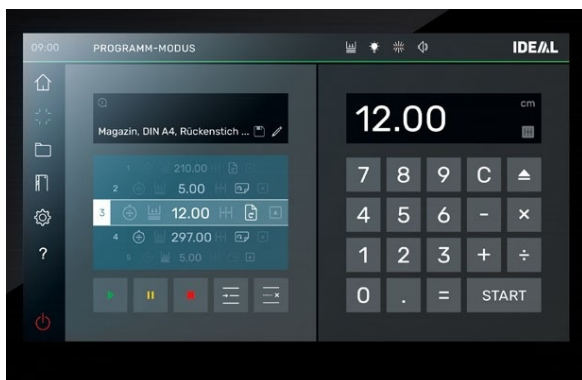 09:00 PROGRAMM-MODUS IDEAL
Magazin, DIN A4, Rückenstich ...
1 210.00
2 5.00
3 12.00
4 297.00
5 5.00
?
12.00 cm
7 8 9 C
4 5 6 - ×
1 2 3 + ÷
0 . = START